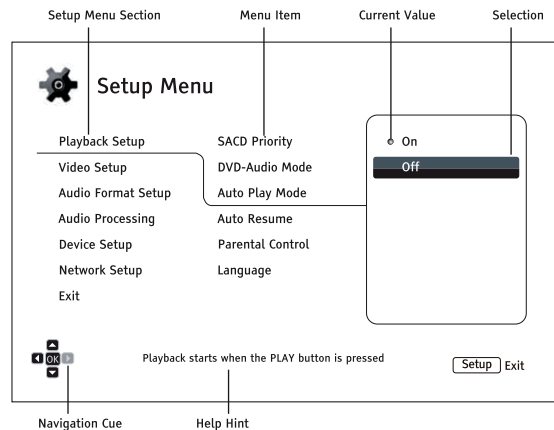 Setup Menu Section Menu Item Current Value Selection
Setup Menu
Playback Setup SACD Priority On
Video Setup DVD-Audio Mode Off
Audio Format Setup Auto Play Mode
Audio Processing Auto Resume
Device Setup Parental Control
Network Setup Language
Exit
OK Playback starts when the PLAY button is pressed Setup Exit
Navigation Cue Help Hint